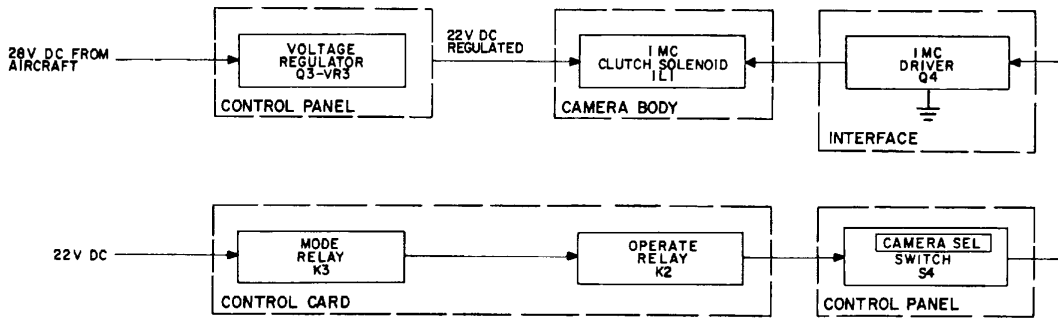 28V DC FROM
AIRCRAFT
VOLTAGE
REGULATOR
Q3-VR3
CONTROL PANEL
22V DC
REGULATED
IMC
CLUTCH SOLENOID
IL1
CAMERA BODY
IMC
DRIVER
Q4
INTERFACE
22V DC
MODE
RELAY
K3
OPERATE
RELAY
K2
CONTROL CARD
CAMERA SEL
SWITCH
S4
CONTROL PANEL